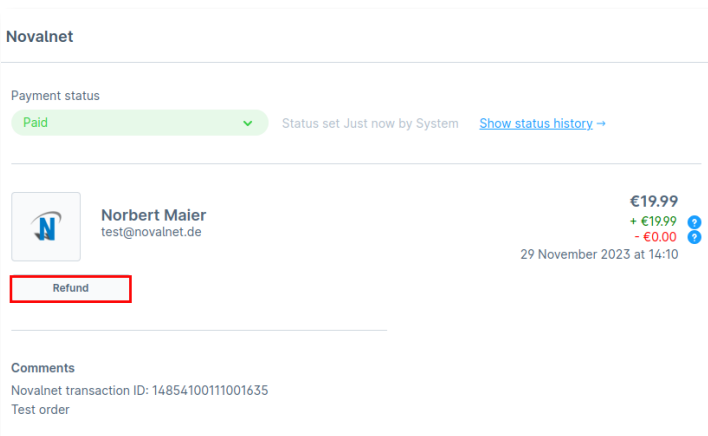 Novalnet
Payment status
Paid
Status set Just now by System
Show status history →
N
Norbert Maier
test@novalnet.de
€19.99
+ €19.99 ?
- €0.00 ?
29 November 2023 at 14:10
Refund
Comments
Novalnet transaction ID: 14854100111001635
Test order